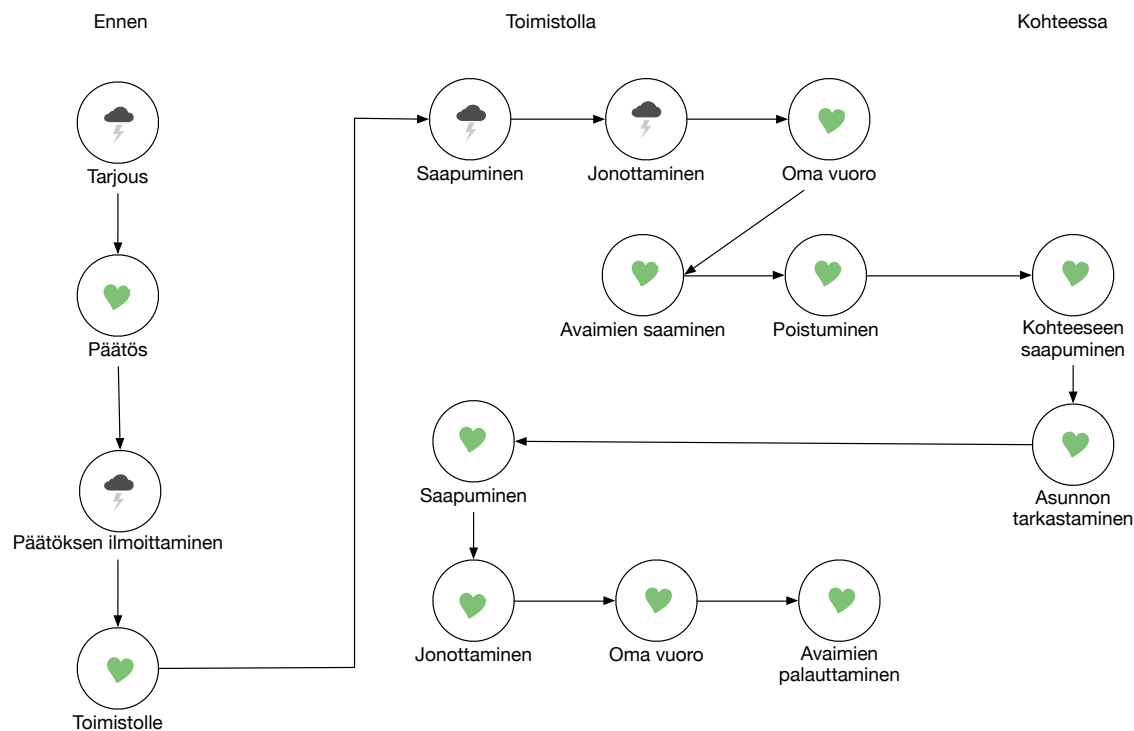 Ennen
Toimistolla
Kohteessa
Tarjous
Päätös
Päätöksen ilmoittaminen
Toimistolle
Saapuminen
Jonottaminen
Oma vuoro
Avaimien saaminen
Poistuminen
Kohteeseen
saapuminen
Asunnon
tarkastaminen
Saapuminen
Jonottaminen
Oma vuoro
Avaimien
palauttaminen